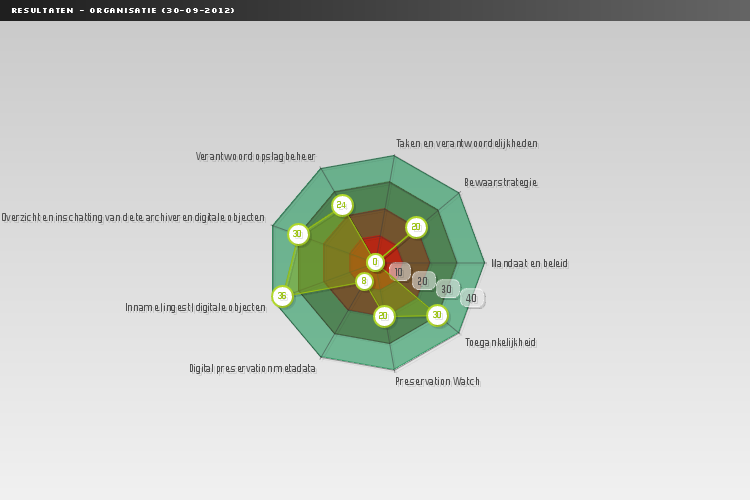 RESULTATEN - ORGANISATIE (30-09-2012)
Taken en verantwoordelijkheden
Verantwoord opslagbeheer
Bewaarstrategie
24
Overzicht en inschatting van de te archiveren digitale objecten
20
30
Mandaat en beleid
0
10
8
20
30
36
40
Inname (ingest) digitale objecten
20
30
Toegankelijkheid
Digital preservation metadata
Preservation Watch